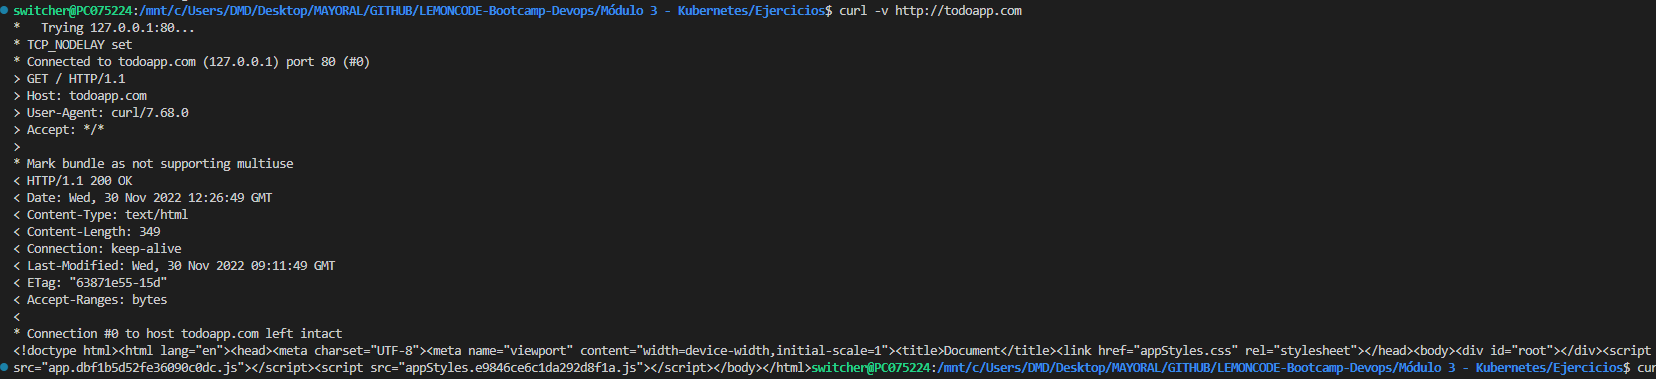 switcher@PC075224:/mnt/c/Users/DMD/Desktop/MAYORAL/GITHUB/LEMONCODE-Bootcamp-Devops/Módulo 3 - Kubernetes/Ejercicios$ curl -v http://todoapp.com
*   Trying 127.0.0.1:80...
* TCP_NODELAY set
* Connected to todoapp.com (127.0.0.1) port 80 (#0)
> GET / HTTP/1.1
> Host: todoapp.com
> User-Agent: curl/7.68.0
> Accept: */*
>
* Mark bundle as not supporting multiuse
< HTTP/1.1 200 OK
< Date: Wed, 30 Nov 2022 12:26:49 GMT
< Content-Type: text/html
< Content-Length: 349
< Connection: keep-alive
< Last-Modified: Wed, 30 Nov 2022 09:11:49 GMT
< ETag: "63871e55-15d"
< Accept-Ranges: bytes
<
* Connection #0 to host todoapp.com left intact
<!doctype html><html lang="en"><head><meta charset="UTF-8"><meta name="viewport" content="width=device-width,initial-scale=1"><title>Document</title><link href="appStyles.css" rel="stylesheet"></head><body><div id="root"></div><script
src="app.dbf1b5d52fe36090c0dc.js"></script><script src="appStyles.e9846ce6c1da292d8f1a.js"></script></body></html>switcher@PC075224:/mnt/c/Users/DMD/Desktop/MAYORAL/GITHUB/LEMONCODE-Bootcamp-Devops/Módulo 3 - Kubernetes/Ejercicios$ cur